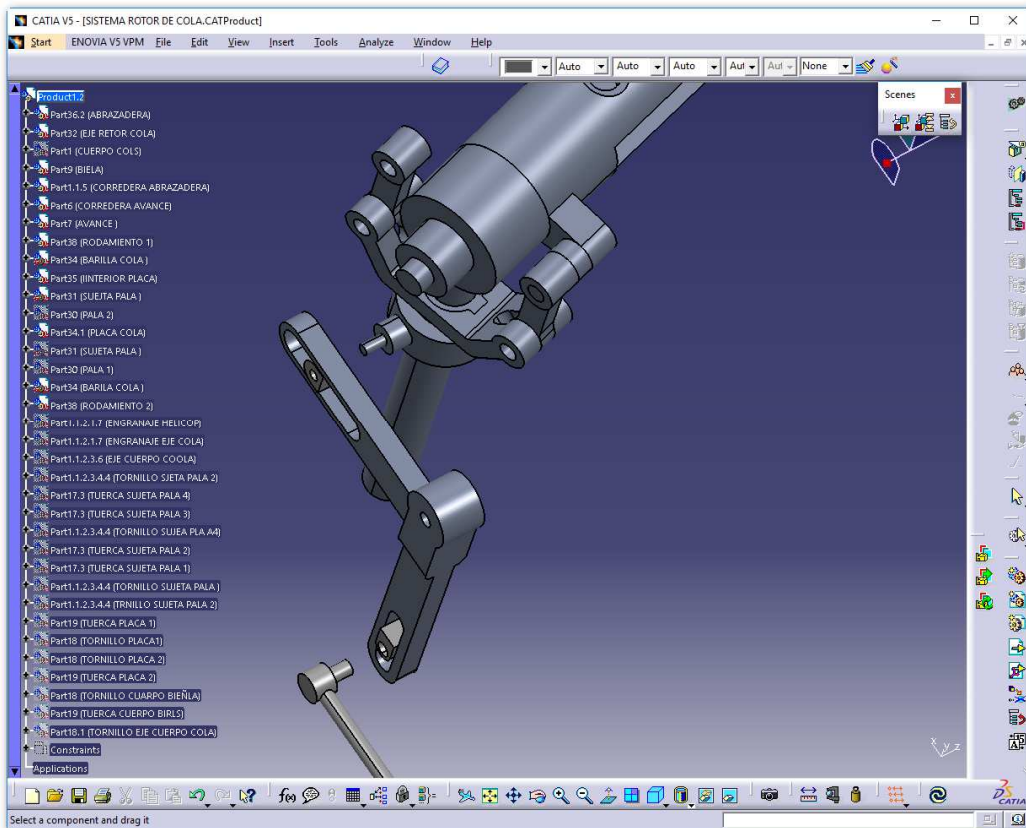 CATIA V5 - [SISTEMA ROTOR DE COLA.CATProduct]
Start ENOVIA V5 VPM File Edit View Insert Tools Analyze Window Help
Auto Auto Auto Aut Aut None
Scenes
Product1.2
Part36.2 (ABRAZADERA)
Part32 (EJE RETOR COLA)
Part1 (CUERPO COLS)
Part9 (BIELA)
Part1.1.5 (CORREDERA ABRAZADERA)
Part6 (CORREDERA AVANCE)
Part7 (AVANCE )
Part38 (RODAMIENTO 1)
Part34 (BARILLA COLA )
Part35 (IINTERIOR PLACA)
Part31 (SUEJTA PALA )
Part30 (PALA 2)
Part34.1 (PLACA COLA)
Part31 (SUJETA PALA )
Part30 (PALA 1)
Part34 (BARILA COLA )
Part38 (RODAMIENTO 2)
Part1.1.2.1.7 (ENGRANAJE HELICOP)
Part1.1.2.1.7 (ENGRANAJE EJE COLA)
Part1.1.2.3.6 (EJE CUERPO COOLA)
Part1.1.2.3.4.4 (TORNILLO SJETA PALA 2)
Part17.3 (TUERCA SUJETA PALA 4)
Part17.3 (TUERCA SUJETA PALA 3)
Part1.1.2.3.4.4 (TORNILLO SUJEA PLA.A4)
Part17.3 (TUERCA SUJETA PALA 2)
Part17.3 (TUERCA SUJETA PALA 1)
Part1.1.2.3.4.4 (TORNILLO SUJETA PALA )
Part1.1.2.3.4.4 (TRNILLO SUJETA PALA 2)
Part19 (TUERCA PLACA 1)
Part18 (TORNILLO PLACA1)
Part18 (TORNILLO PLACA 2)
Part19 (TUERCA PLACA 2)
Part18 (TORNILLO CUARPO BIEÑLA)
Part19 (TUERCA CUERPO BIRLS)
Part18.1 (TORNILLO EJE CUERPO COLA)
Constraints
Applications
x y z
f(x)
CATIA
Select a component and drag it